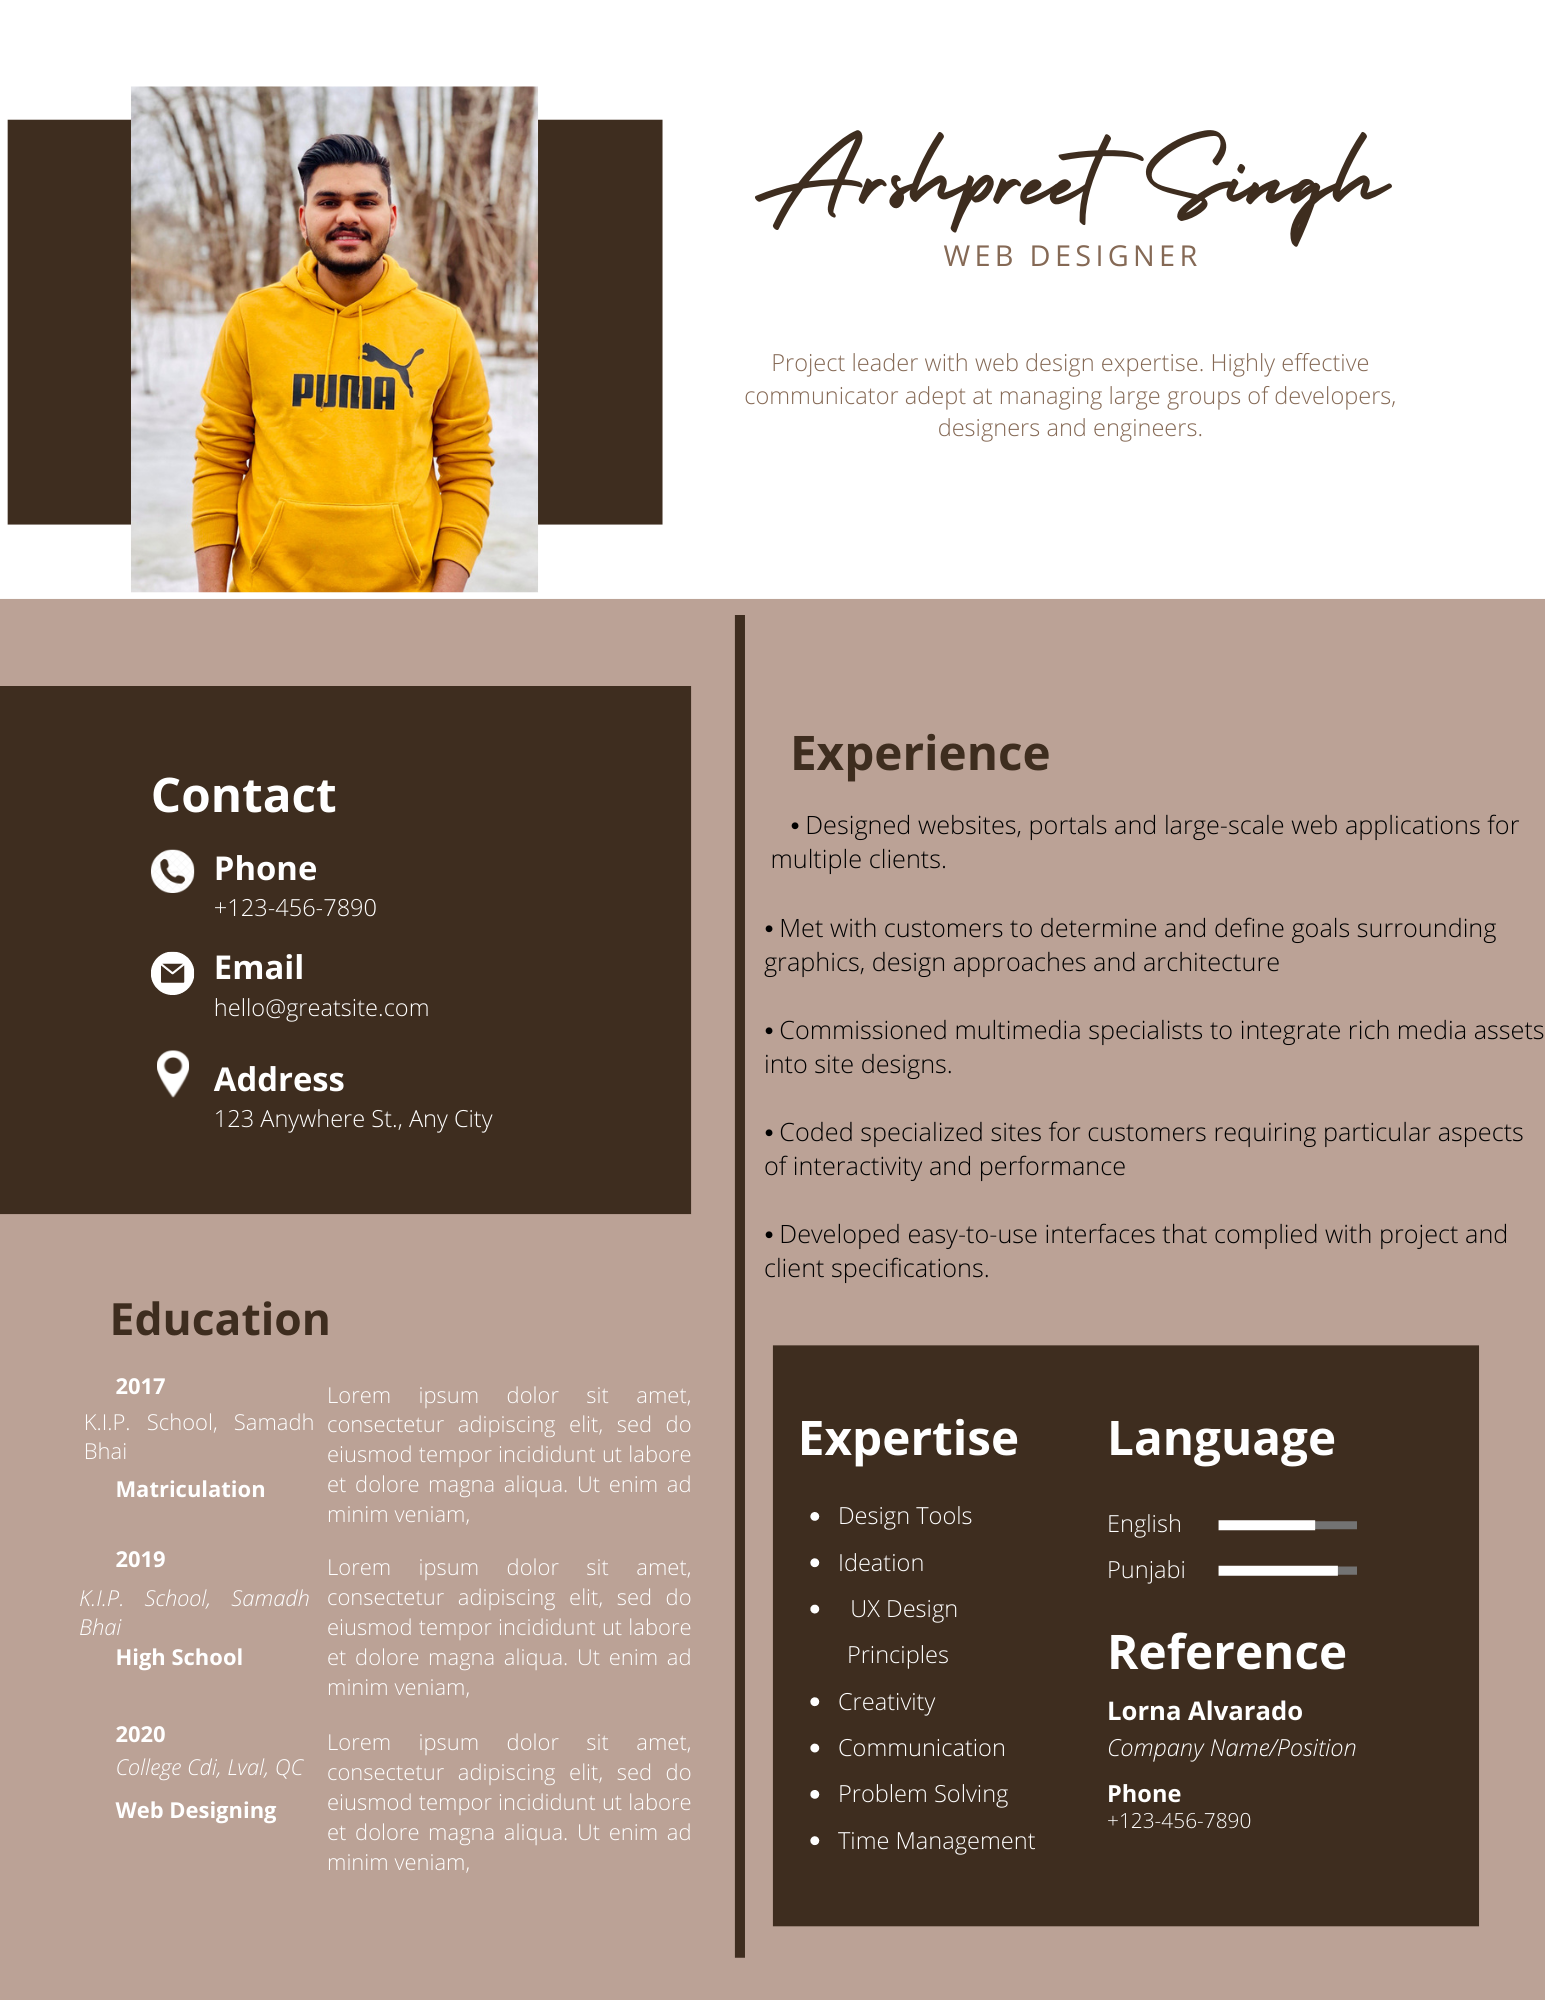 Arshpreet Singh
WEB DESIGNER
Project leader with web design expertise. Highly effective
communicator adept at managing large groups of developers,
designers and engineers.
PUMA
Contact
Phone
+123-456-7890
Email
hello@greatsite.com
Address
123 Anywhere St., Any City
Education
2017
K.I.P. School, Samadh
Bhai
Matriculation
Lorem ipsum dolor sit amet,
consectetur adipiscing elit, sed do
eiusmod tempor incididunt ut labore
et dolore magna aliqua. Ut enim ad
minim veniam,
2019
K.I.P. School, Samadh
Bhai
High School
Lorem ipsum dolor sit amet,
consectetur adipiscing elit, sed do
eiusmod tempor incididunt ut labore
et dolore magna aliqua. Ut enim ad
minim veniam,
2020
College Cdi, Lval, QC
Web Designing
Lorem ipsum dolor sit amet,
consectetur adipiscing elit, sed do
eiusmod tempor incididunt ut labore
et dolore magna aliqua. Ut enim ad
minim veniam,
Experience
• Designed websites, portals and large-scale web applications for
multiple clients.
• Met with customers to determine and define goals surrounding
graphics, design approaches and architecture
• Commissioned multimedia specialists to integrate rich media assets
into site designs.
• Coded specialized sites for customers requiring particular aspects
of interactivity and performance
• Developed easy-to-use interfaces that complied with project and
client specifications.
Expertise
• Design Tools
• Ideation
• UX Design
Principles
• Creativity
• Communication
• Problem Solving
• Time Management
Language
English
Punjabi
Reference
Lorna Alvarado
Company Name/Position
Phone
+123-456-7890